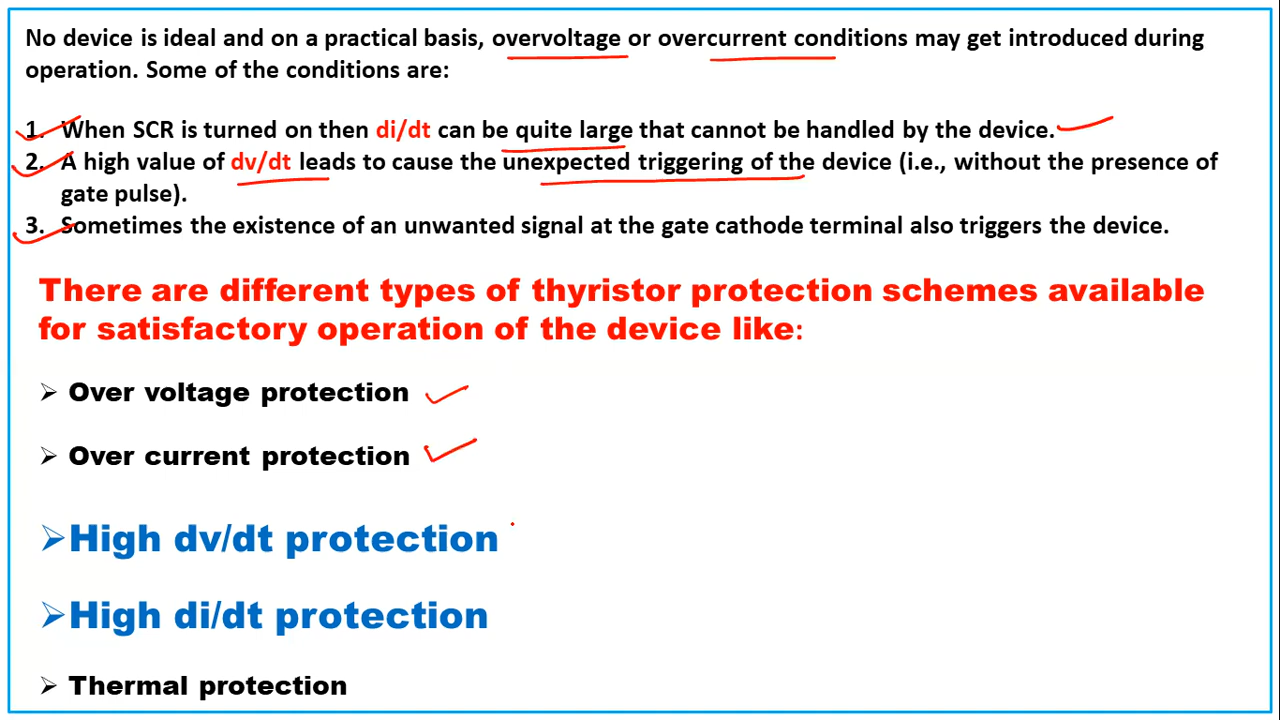 No device is ideal and on a practical basis, overvoltage or overcurrent conditions may get introduced during
operation. Some of the conditions are:
1. When SCR is turned on then di/dt can be quite large that cannot be handled by the device.
2. A high value of dv/dt leads to cause the unexpected triggering of the device (i.e., without the presence of
gate pulse).
3. Sometimes the existence of an unwanted signal at the gate cathode terminal also triggers the device.
There are different types of thyristor protection schemes available
for satisfactory operation of the device like:
➢ Over voltage protection
➢ Over current protection
➢High dv/dt protection
➢High di/dt protection
➢ Thermal protection